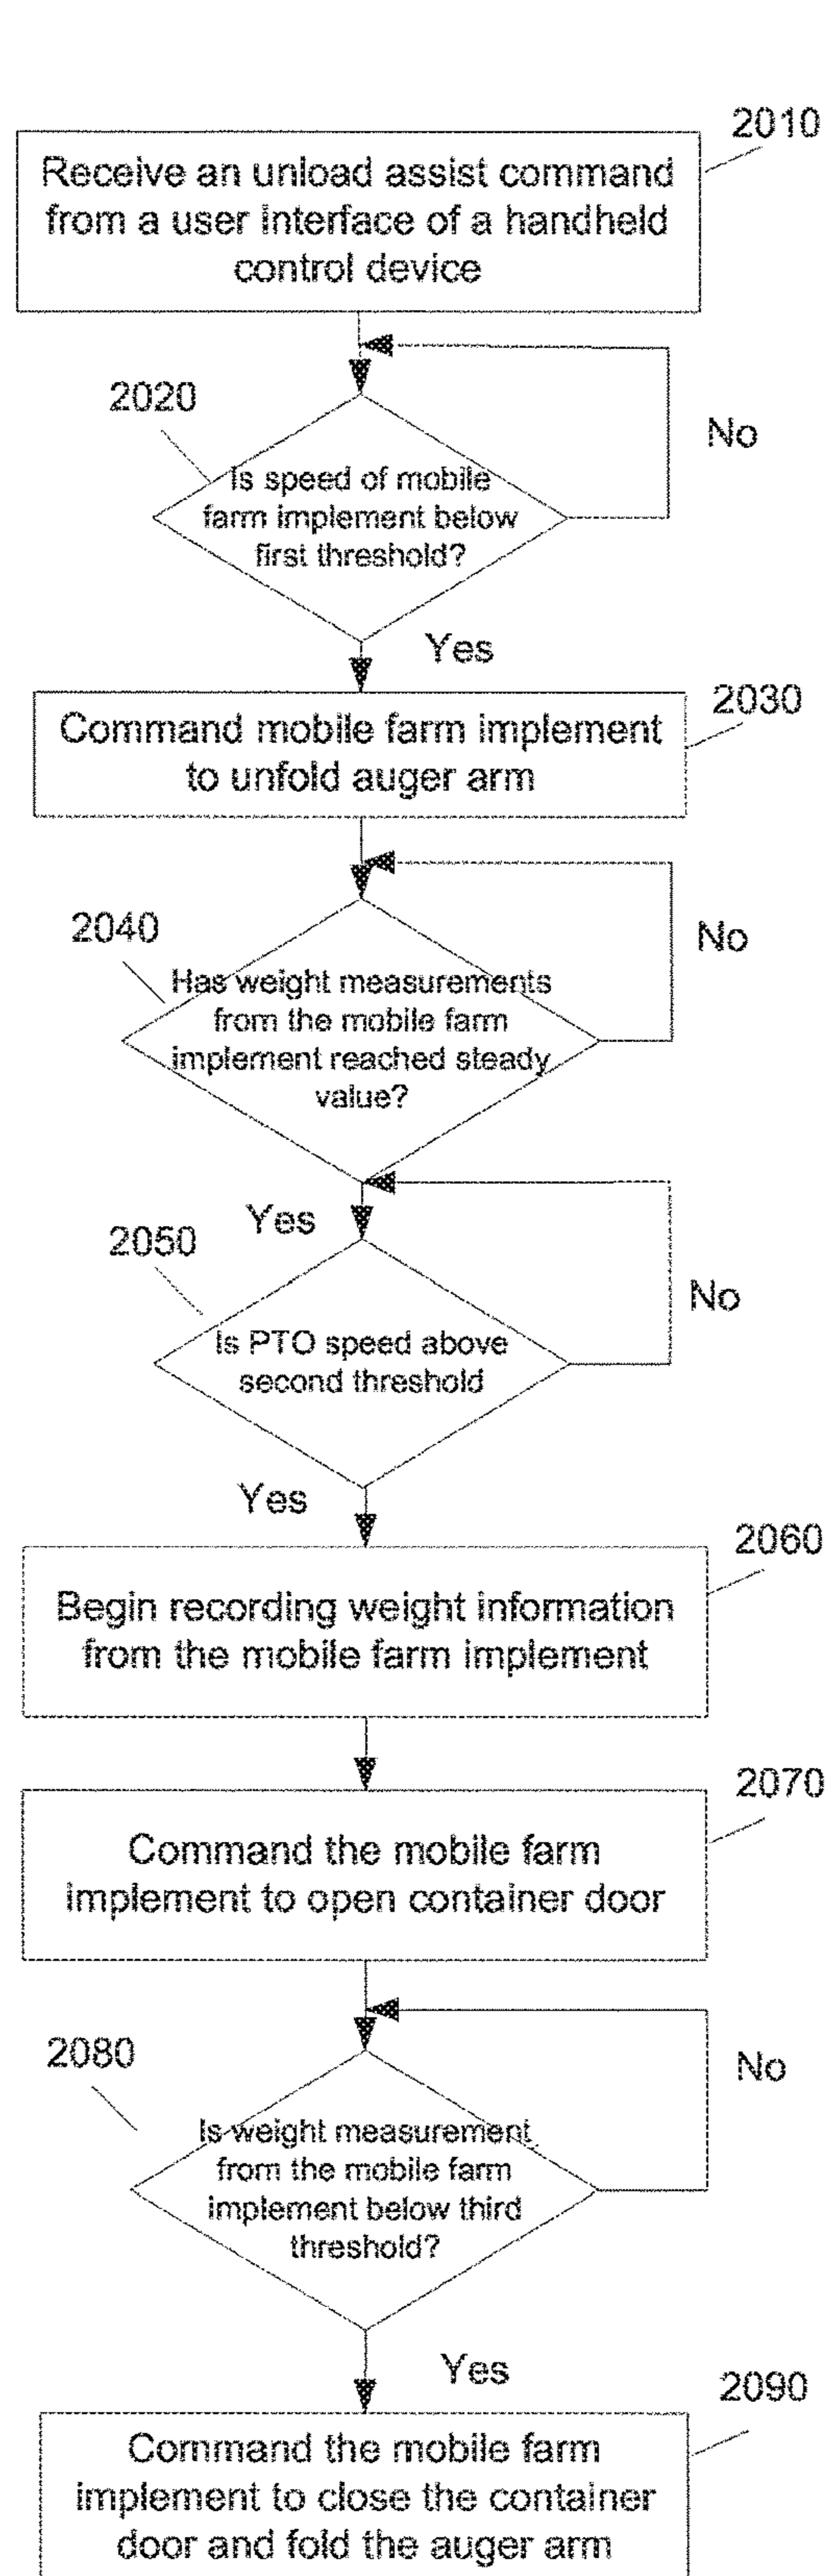 2010
Receive an unload assist command
from a user interface of a handheld
control device
2020
No
Is speed of mobile
farm implement below
first threshold?
Yes
2030
Command mobile farm implement
to unfold auger arm
2040
No
Has weight measurements
from the mobile farm
implement reached steady
value?
Yes
2050
No
Is PTO speed above
second threshold
Yes
2060
Begin recording weight information
from the mobile farm implement
2070
Command the mobile farm
implement to open container door
2080
No
Is weight measurement
from the mobile farm
implement below third
threshold?
Yes
2090
Command the mobile farm
implement to close the container
door and fold the auger arm